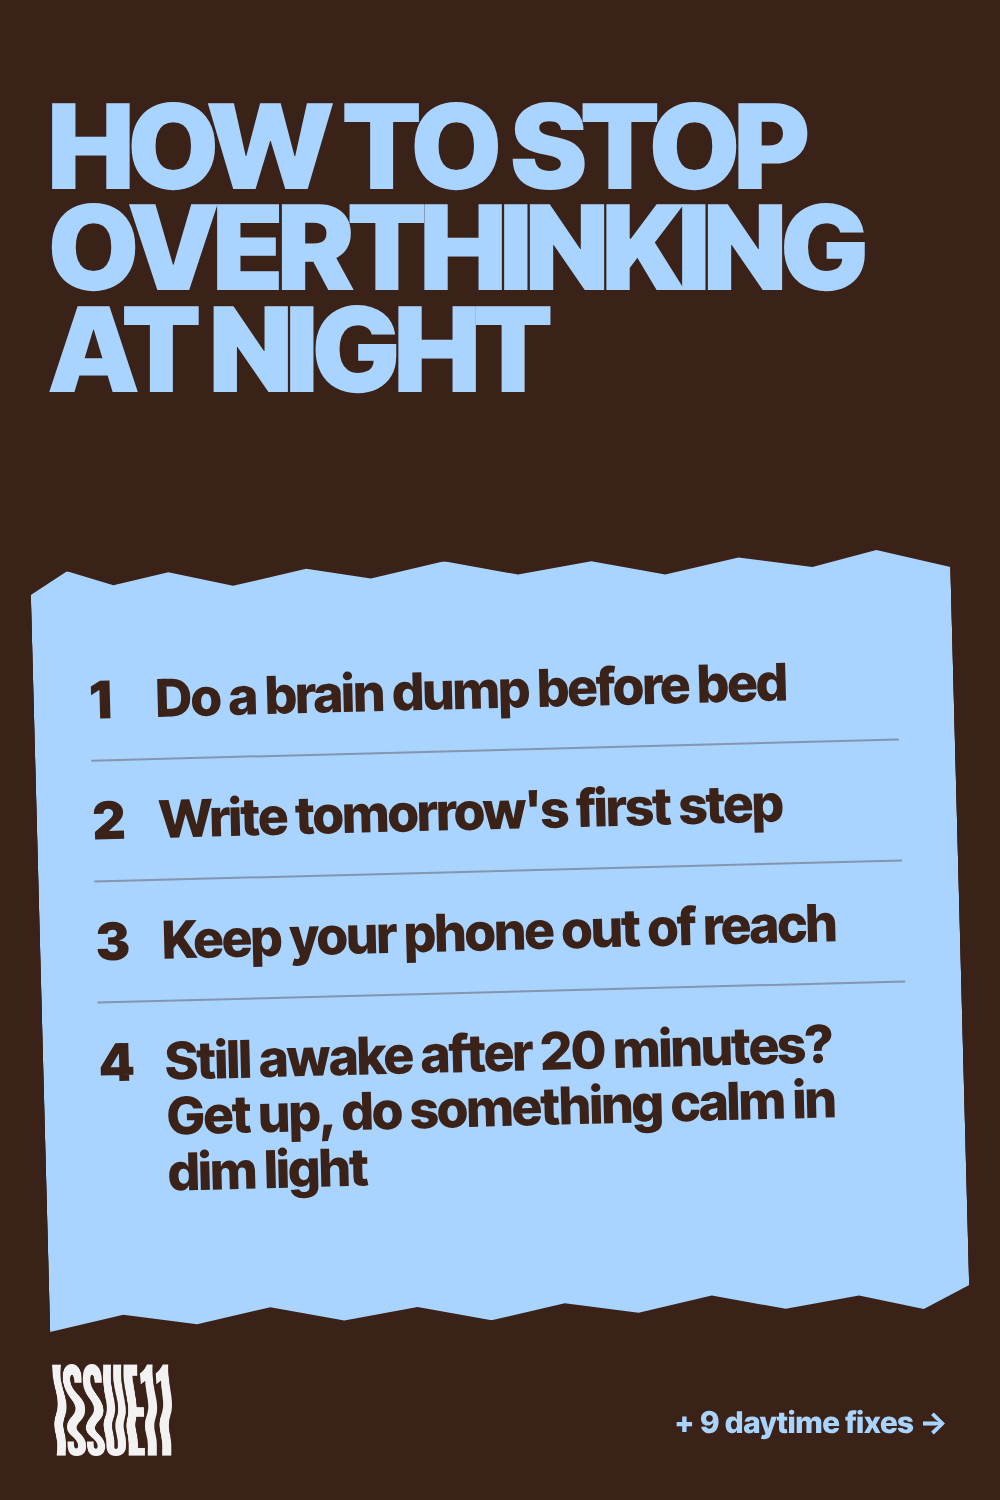 HOW TO STOP
OVERTHINKING
AT NIGHT
1 Do a brain dump before bed
2 Write tomorrow's first step
3 Keep your phone out of reach
4 Still awake after 20 minutes?
Get up, do something calm in
dim light
ISSUE11
+ 9 daytime fixes →